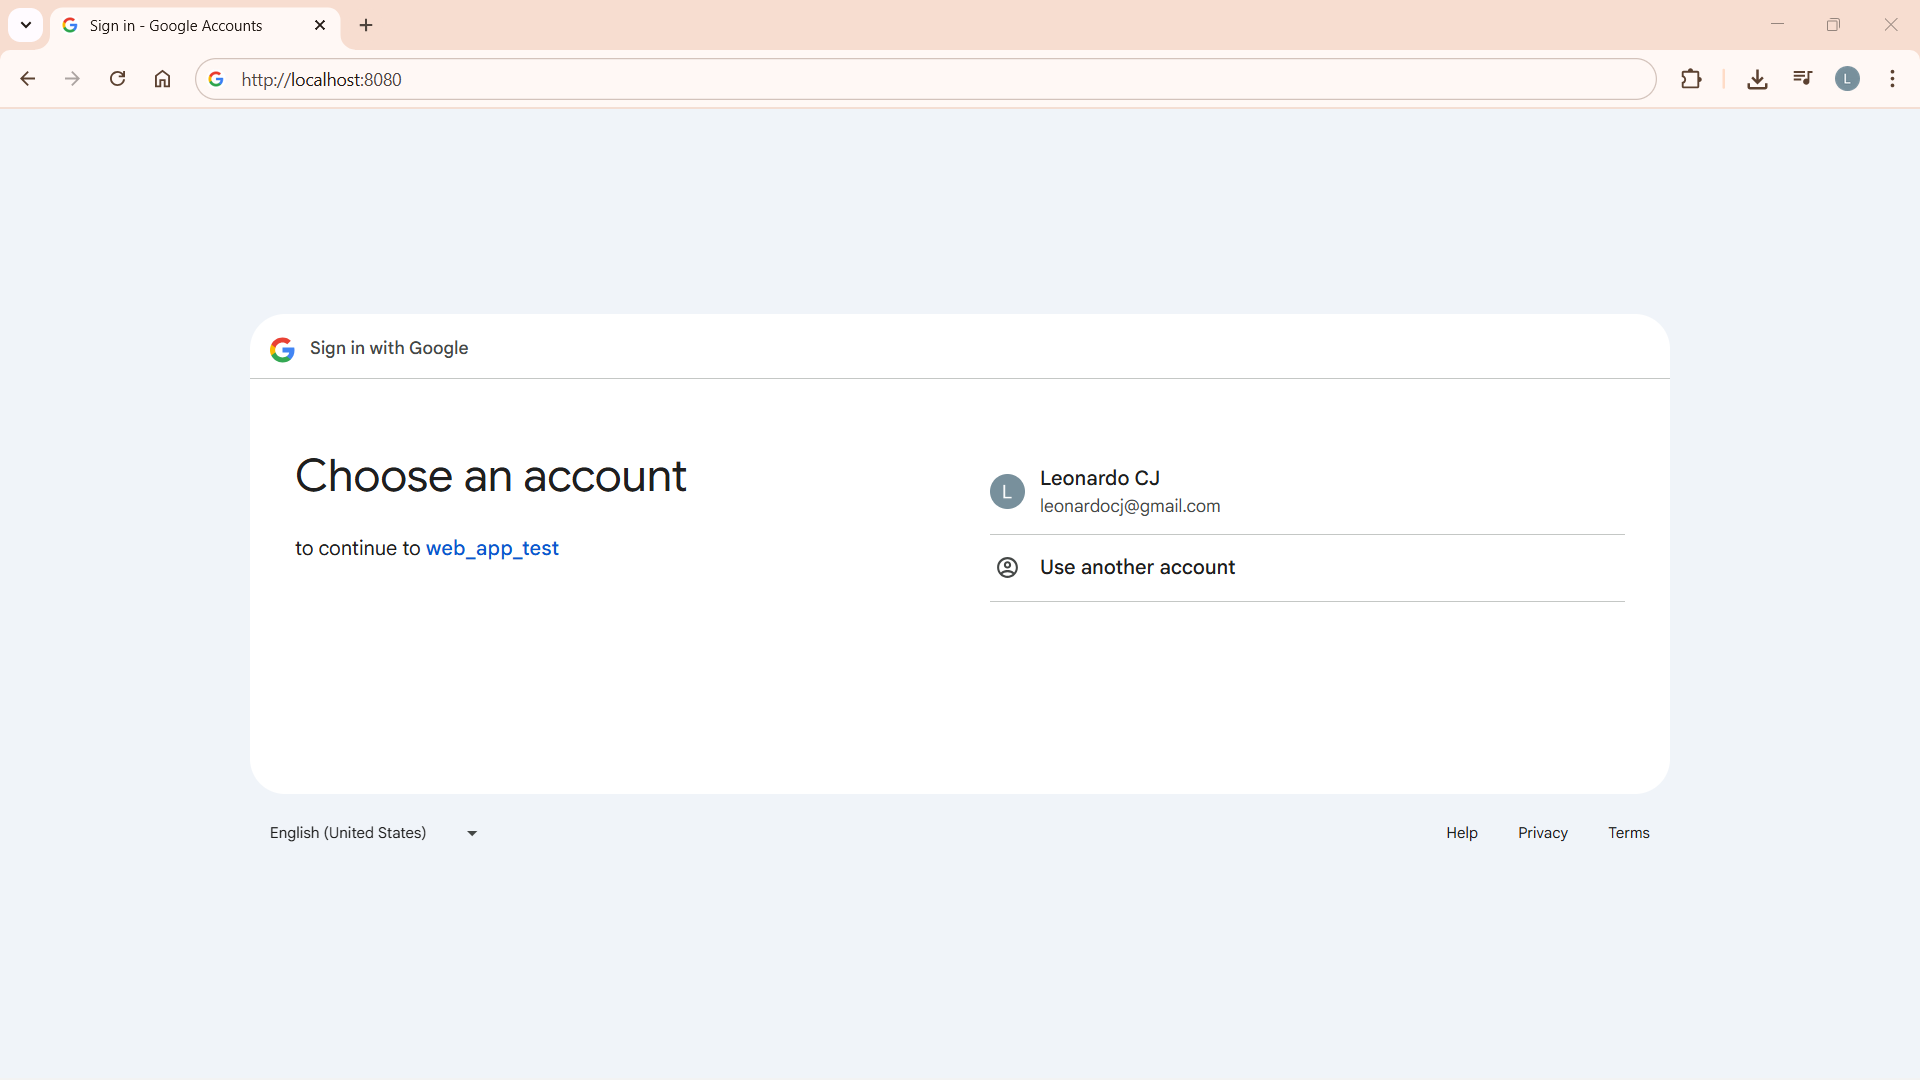 Sign in - Google Accounts
http://localhost:8080
L
Sign in with Google
Choose an account
to continue to web_app_test
L
Leonardo CJ
leonardocj@gmail.com
Use another account
English (United States)
Help
Privacy
Terms